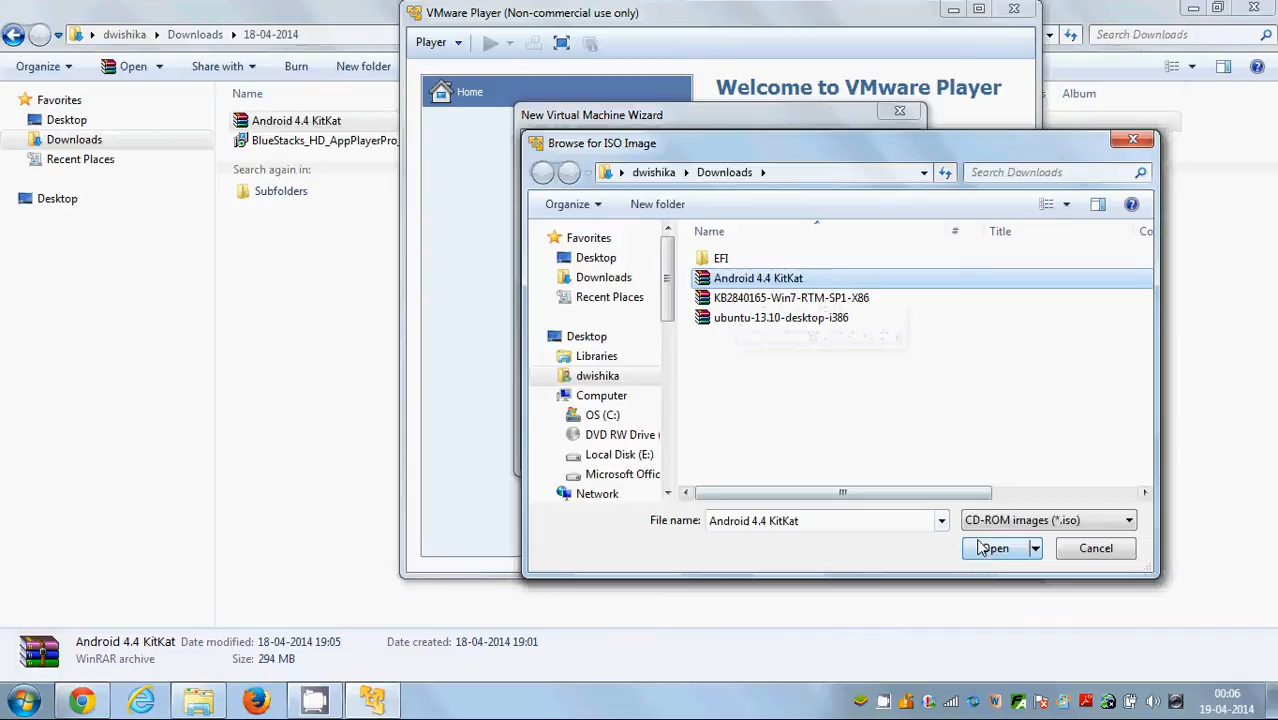 VMware Player (Non-commercial use only)
dwishika
Downloads
18-04-2014
Search Downloads
Player
Organize
Open
Share with
Burn
New folder
Favorites
Desktop
Downloads
Recent Places
Desktop
Name
Album
Android 4.4 KitKat
BlueStacks_HD_AppPlayerPro_
Search again in:
Subfolders
Home
Welcome to VMware Player
New Virtual Machine Wizard
Browse for ISO Image
dwishika
Downloads
Search Downloads
Organize
New folder
Favorites
Desktop
Downloads
Recent Places
Desktop
Libraries
dwishika
Computer
OS (C:)
DVD RW Drive (
Local Disk (E:)
Microsoft Offic
Network
Name
#
Title
Co
EFI
Android 4.4 KitKat
KB2840165-Win7-RTM-SP1-X86
ubuntu-13.10-desktop-i386
File name:
Android 4.4 KitKat
CD-ROM images (*.iso)
Open
Cancel
Android 4.4 KitKat
Date modified: 18-04-2014 19:05
Date created: 18-04-2014 19:01
WinRAR archive
Size: 294 MB
00:06
19-04-2014